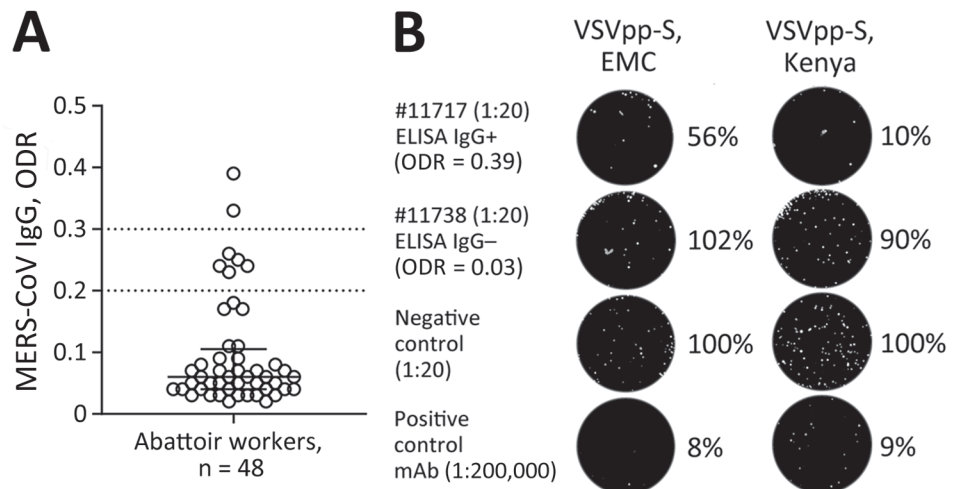 A
MERS-CoV IgG, ODR
0.5
0.4
0.3
0.2
0.1
0
Abattoir workers,
n = 48
B
VSVpp-S,
EMC
VSVpp-S,
Kenya
#11717 (1:20)
ELISA IgG+
(ODR = 0.39)
56%
10%
#11738 (1:20)
ELISA IgG–
(ODR = 0.03)
102%
90%
Negative
control
(1:20)
100%
100%
Positive
control
mAb (1:200,000)
8%
9%